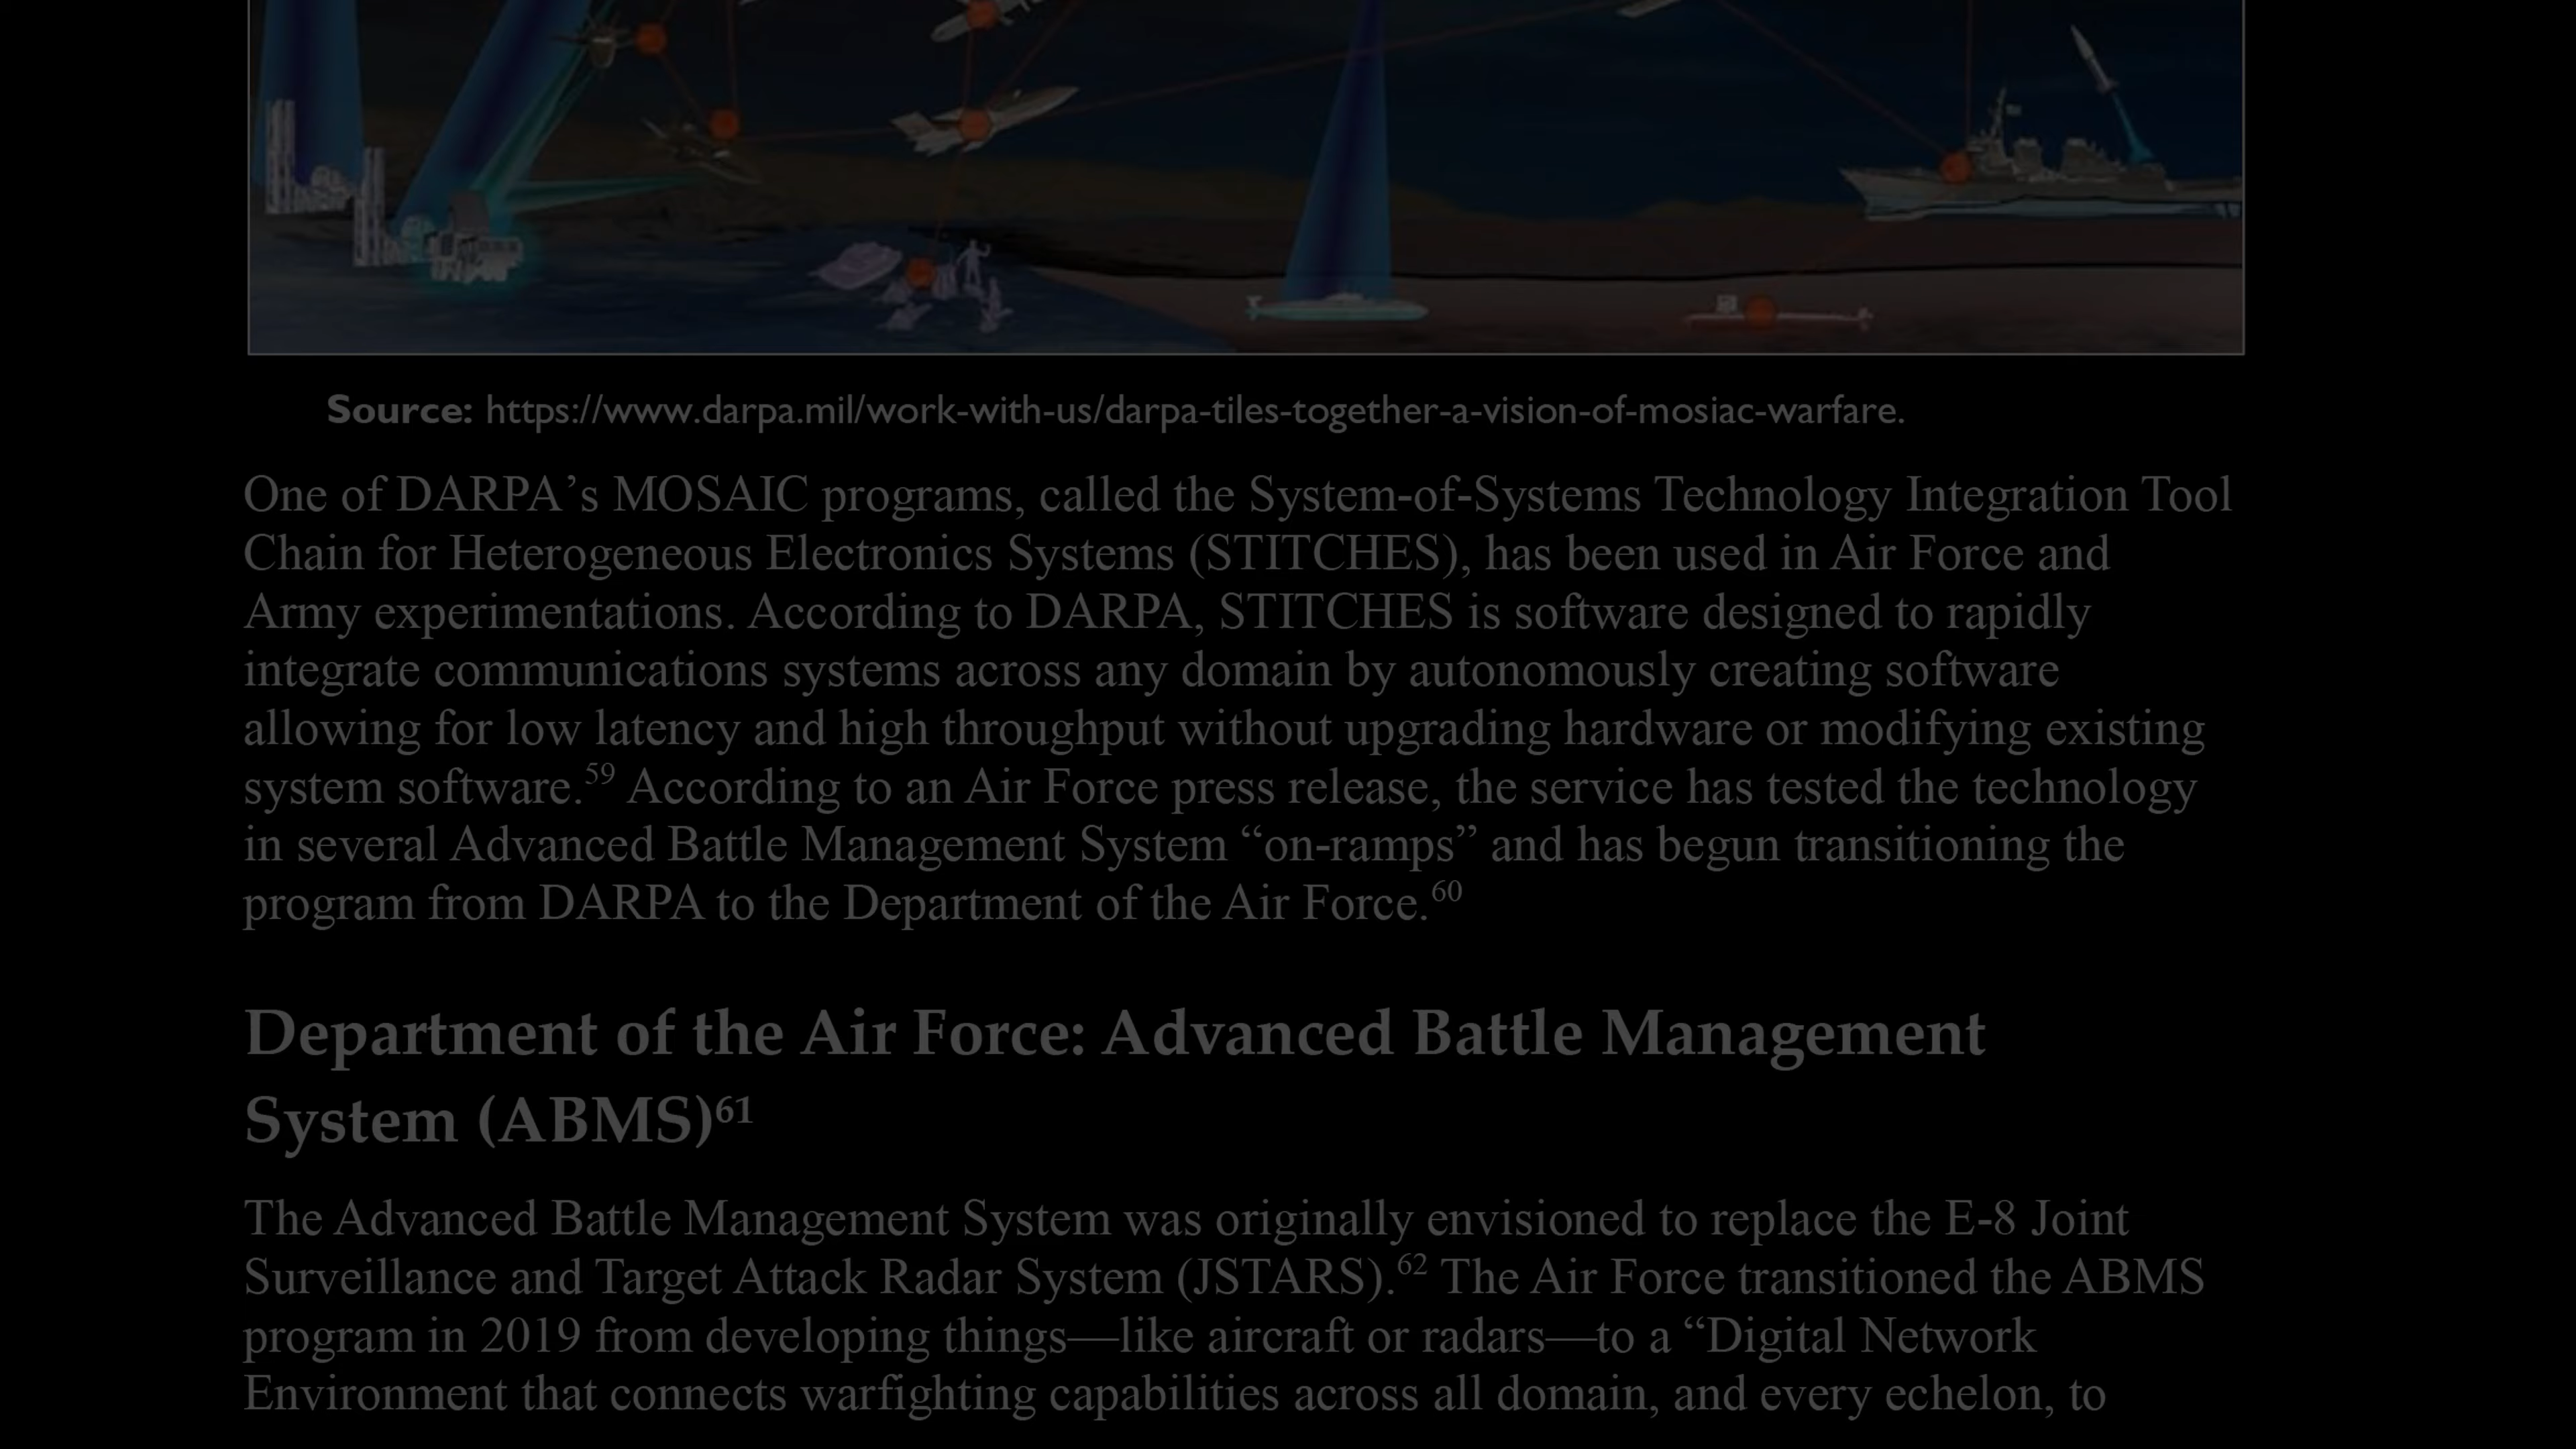 Source: https://www.darpa.mil/work-with-us/darpa-tiles-together-a-vision-of-mosiac-warfare.
One of DARPA’s MOSAIC programs, called the System-of-Systems Technology Integration Tool
Chain for Heterogeneous Electronics Systems (STITCHES), has been used in Air Force and
Army experimentations. According to DARPA, STITCHES is software designed to rapidly
integrate communications systems across any domain by autonomously creating software
allowing for low latency and high throughput without upgrading hardware or modifying existing
system software.59 According to an Air Force press release, the service has tested the technology
in several Advanced Battle Management System “on-ramps” and has begun transitioning the
program from DARPA to the Department of the Air Force.60
Department of the Air Force: Advanced Battle Management
System (ABMS)61
The Advanced Battle Management System was originally envisioned to replace the E-8 Joint
Surveillance and Target Attack Radar System (JSTARS).62 The Air Force transitioned the ABMS
program in 2019 from developing things—like aircraft or radars—to a “Digital Network
Environment that connects warfighting capabilities across all domain, and every echelon, to